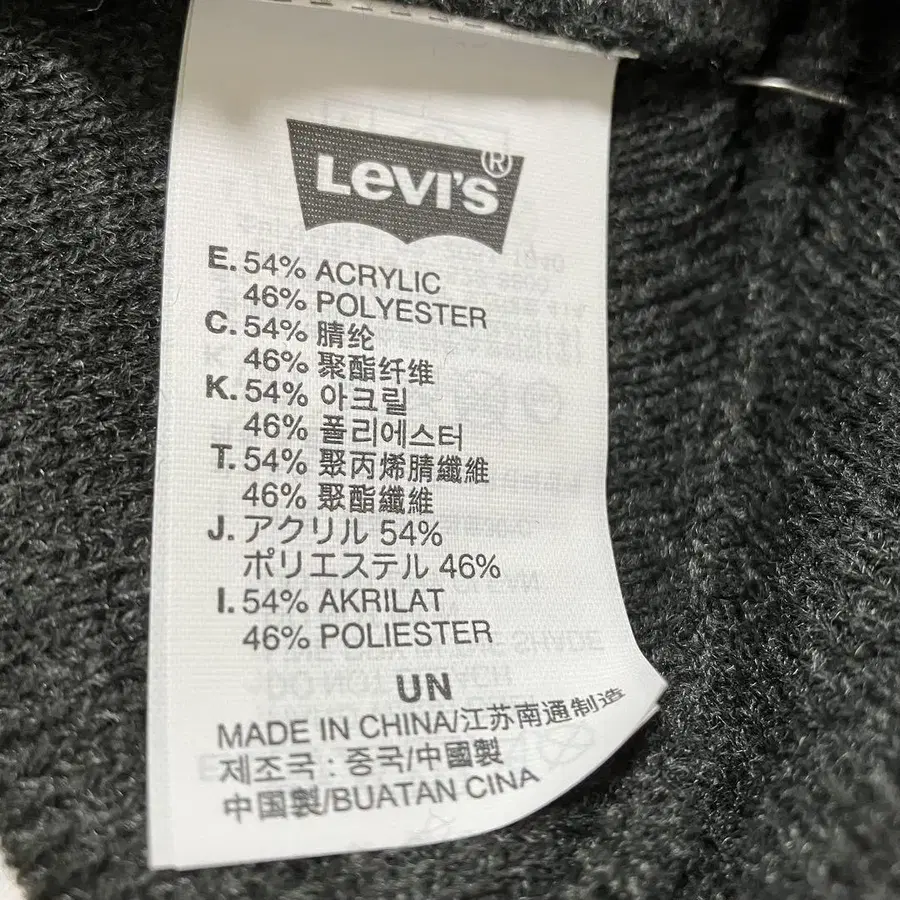 Levi's®
E. 54% ACRYLIC
46% POLYESTER
C. 54% 腈纶
46% 聚酯纤维
K. 54% 아크릴
46% 폴리에스터
T. 54% 聚丙烯腈纖維
46% 聚酯纖維
J. アクリル 54%
ポリエステル 46%
I. 54% AKRILAT
46% POLIESTER
UN
MADE IN CHINA/江苏南通制造
제조국 : 중국/中國製
中国製/BUATAN CINA